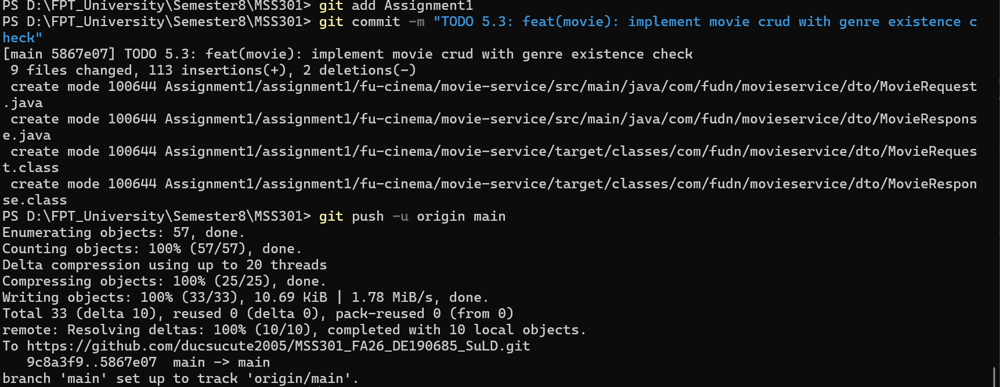 PS D:\FPT_University\Semester8\MSS301> git add Assignment1
PS D:\FPT_University\Semester8\MSS301> git commit -m "TODO 5.3: feat(movie): implement movie crud with genre existence c
heck"
[main 5867e07] TODO 5.3: feat(movie): implement movie crud with genre existence check
 9 files changed, 113 insertions(+), 2 deletions(-)
 create mode 100644 Assignment1/assignment1/fu-cinema/movie-service/src/main/java/com/fudn/movieservice/dto/MovieRequest
.java
 create mode 100644 Assignment1/assignment1/fu-cinema/movie-service/src/main/java/com/fudn/movieservice/dto/MovieRespons
e.java
 create mode 100644 Assignment1/assignment1/fu-cinema/movie-service/target/classes/com/fudn/movieservice/dto/MovieReques
t.class
 create mode 100644 Assignment1/assignment1/fu-cinema/movie-service/target/classes/com/fudn/movieservice/dto/MovieRespon
se.class
PS D:\FPT_University\Semester8\MSS301> git push -u origin main
Enumerating objects: 57, done.
Counting objects: 100% (57/57), done.
Delta compression using up to 20 threads
Compressing objects: 100% (25/25), done.
Writing objects: 100% (33/33), 10.69 KiB | 1.78 MiB/s, done.
Total 33 (delta 10), reused 0 (delta 0), pack-reused 0 (from 0)
remote: Resolving deltas: 100% (10/10), completed with 10 local objects.
To https://github.com/ducsucute2005/MSS301_FA26_DE190685_SuLD.git
   9c8a3f9..5867e07  main -> main
branch 'main' set up to track 'origin/main'.